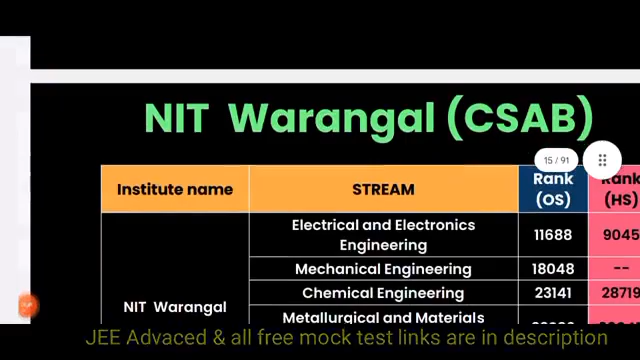 NIT Warangal (CSAB)
15 / 91
Institute name STREAM Rank (OS) Rank (HS)
Electrical and Electronics Engineering 11688 9045
Mechanical Engineering 18048 --
Chemical Engineering 23141 28719
NIT Warangal
Metallurgical and Materials
JEE Advaced & all free mock test links are in description